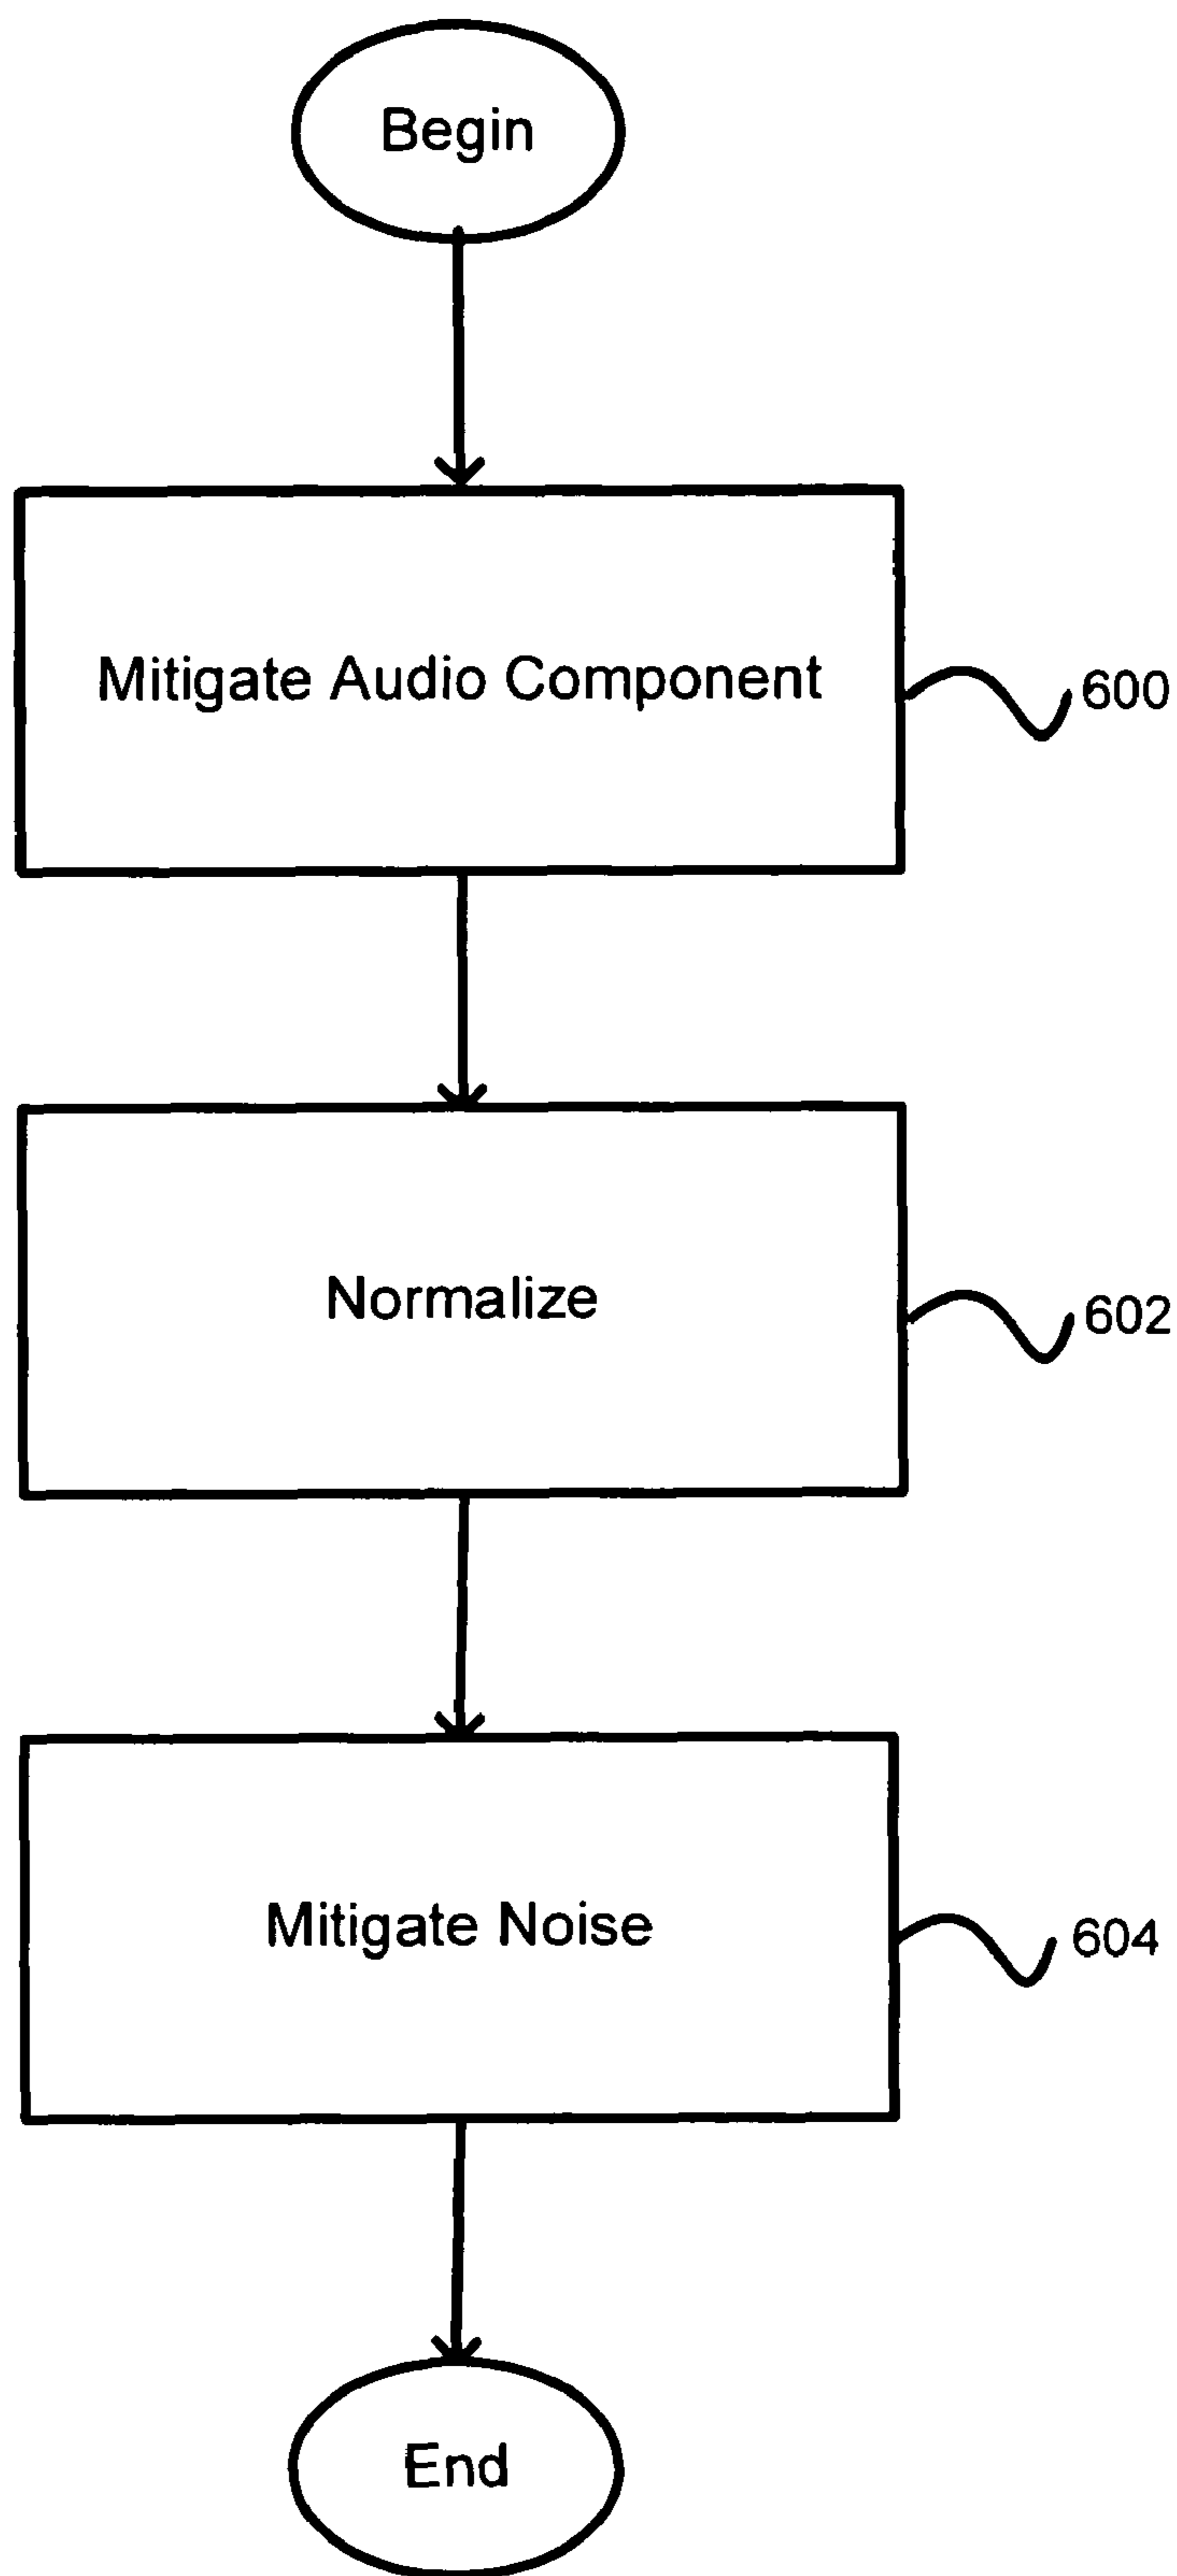 Begin
Mitigate Audio Component
600
Normalize
602
Mitigate Noise
604
End